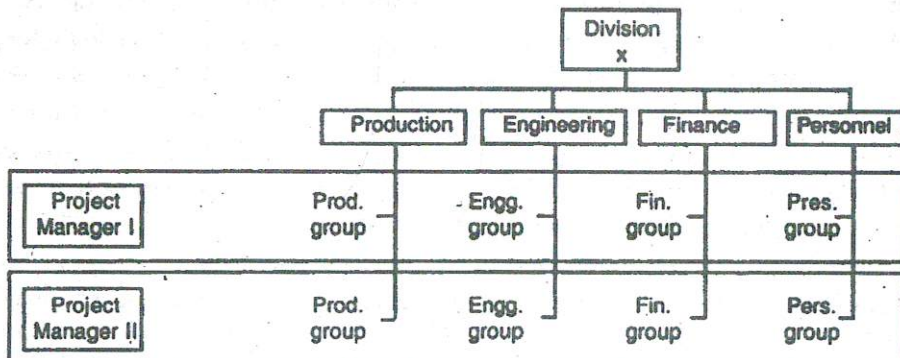 Division
X
Production Engineering Finance Personnel
Project Manager I
Prod. group
Engg. group
Fin. group
Pres. group
Project Manager II
Prod. group
Engg. group
Fin. group
Pers. group